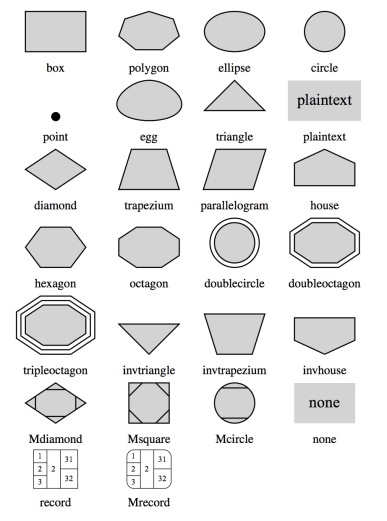 box polygon ellipse circle
plaintext
point egg triangle plaintext
diamond trapezium parallelogram house
hexagon octagon doublecircle doubleoctagon
tripleoctagon invtriangle invtrapezium invhouse
none
Mdiamond Msquare Mcircle none
1 2 3 2 31 32
1 2 3 2 31 32
record Mrecord